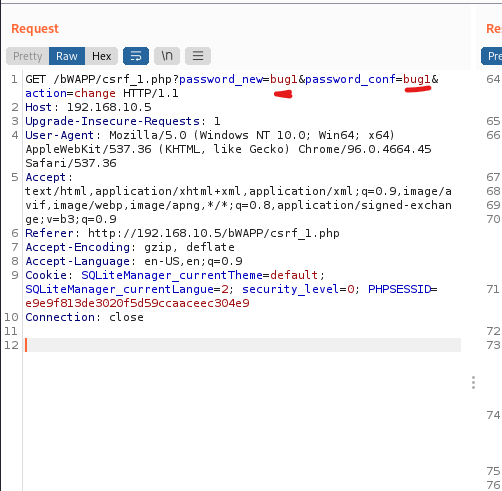 Request
Re
Pretty
Raw
Hex
\n
Pre
1 GET /bWAPP/csrf_1.php?password_new=bug1&password_conf=bug1&
action=change HTTP/1.1
2 Host: 192.168.10.5
3 Upgrade-Insecure-Requests: 1
4 User-Agent: Mozilla/5.0 (Windows NT 10.0; Win64; x64)
AppleWebKit/537.36 (KHTML, like Gecko) Chrome/96.0.4664.45
Safari/537.36
5 Accept:
text/html,application/xhtml+xml,application/xml;q=0.9,image/a
vif,image/webp,image/apng,*/*;q=0.8,application/signed-exchan
ge;v=b3;q=0.9
6 Referer: http://192.168.10.5/bWAPP/csrf_1.php
7 Accept-Encoding: gzip, deflate
8 Accept-Language: en-US,en;q=0.9
9 Cookie: SQLiteManager_currentTheme=default;
SQLiteManager_currentLangue=2; security_level=0; PHPSESSID=
e9e9f813de3020f5d59ccaaceec304e9
10 Connection: close
11
12
64
65
66
67
68
69
70
71
72
73
74
75
76